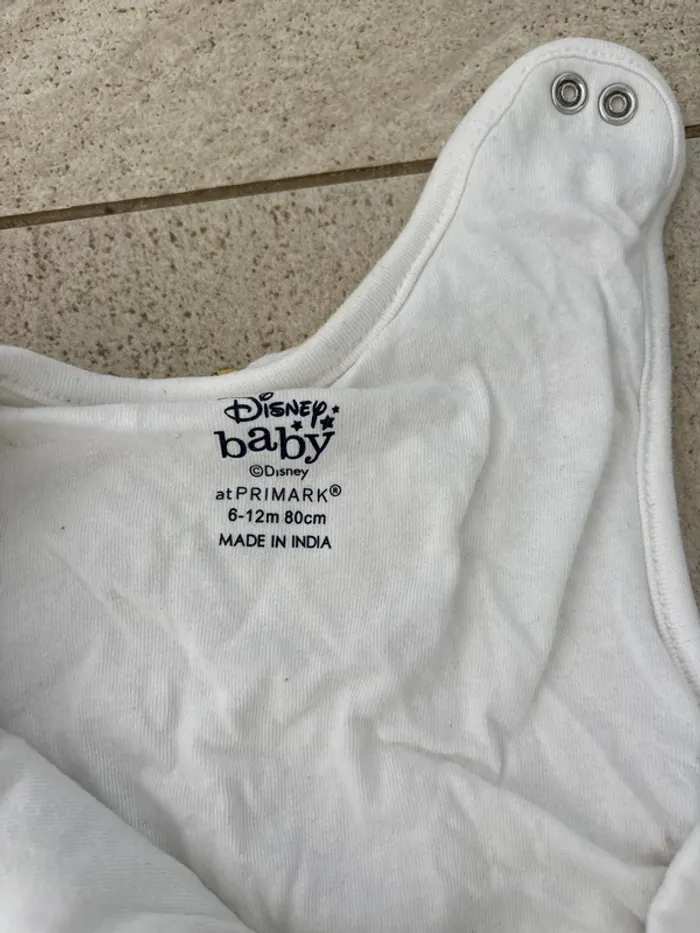 Disney
baby
©Disney
at PRIMARK®
6-12m 80cm
MADE IN INDIA